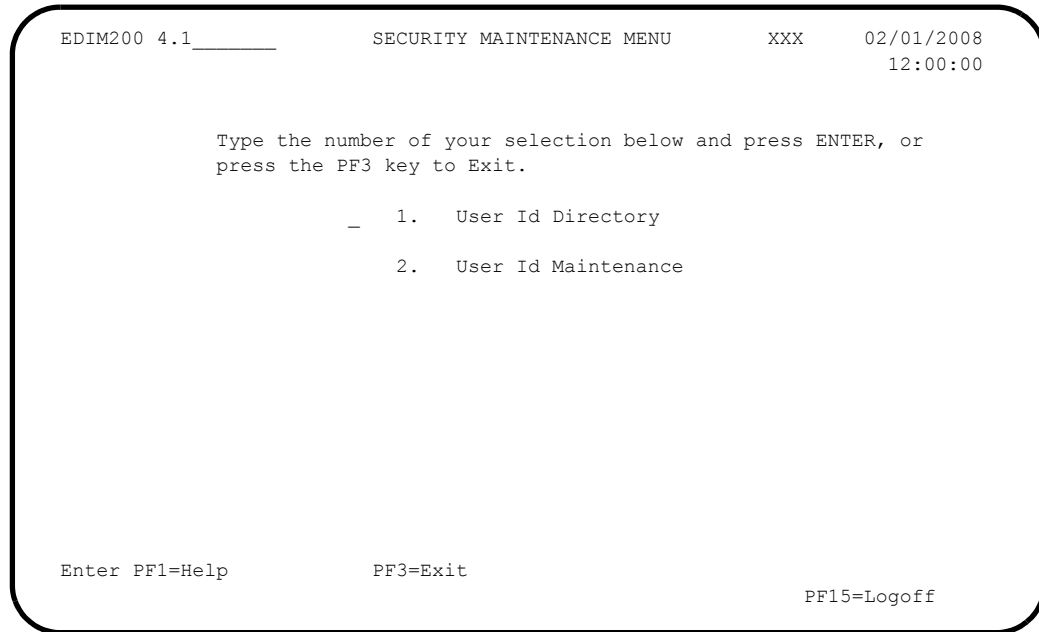 EDIM200 4.1_______ SECURITY MAINTENANCE MENU XXX 02/01/2008
12:00:00
Type the number of your selection below and press ENTER, or
press the PF3 key to Exit.
_ 1. User Id Directory
2. User Id Maintenance
Enter PF1=Help PF3=Exit
PF15=Logoff